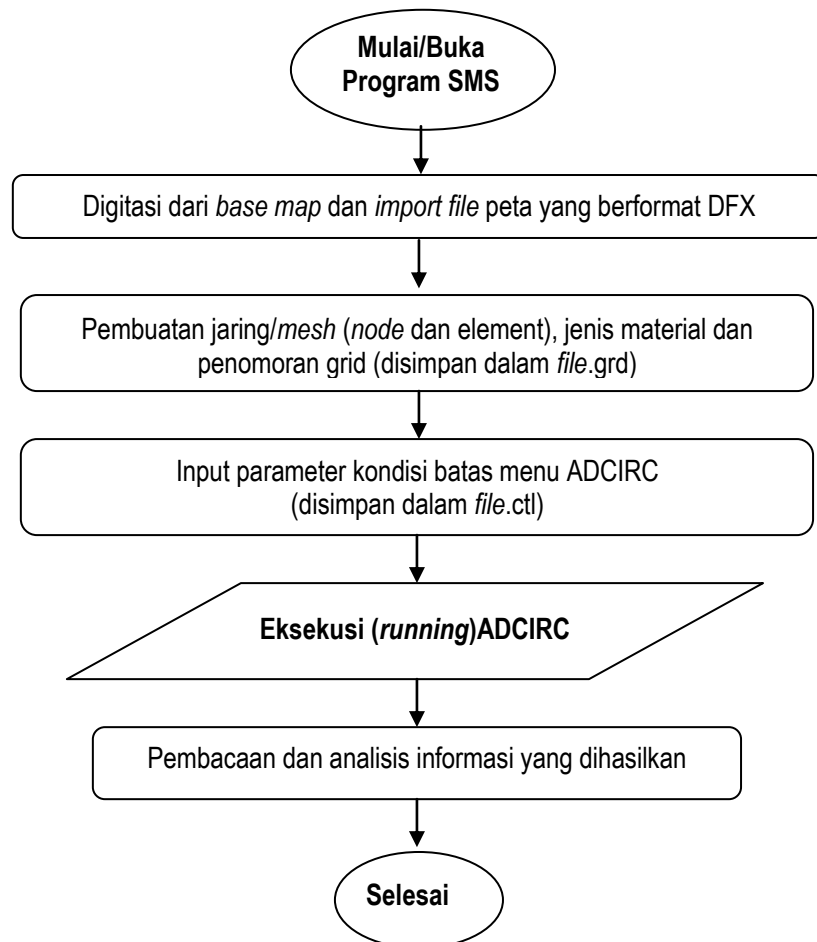 Mulai/Buka
Program SMS
Digitasi dari base map dan import file peta yang berformat DFX
Pembuatan jaring/mesh (node dan element), jenis material dan
penomoran grid (disimpan dalam file.grd)
Input parameter kondisi batas menu ADCIRC
(disimpan dalam file.ctl)
Eksekusi (running)ADCIRC
Pembacaan dan analisis informasi yang dihasilkan
Selesai